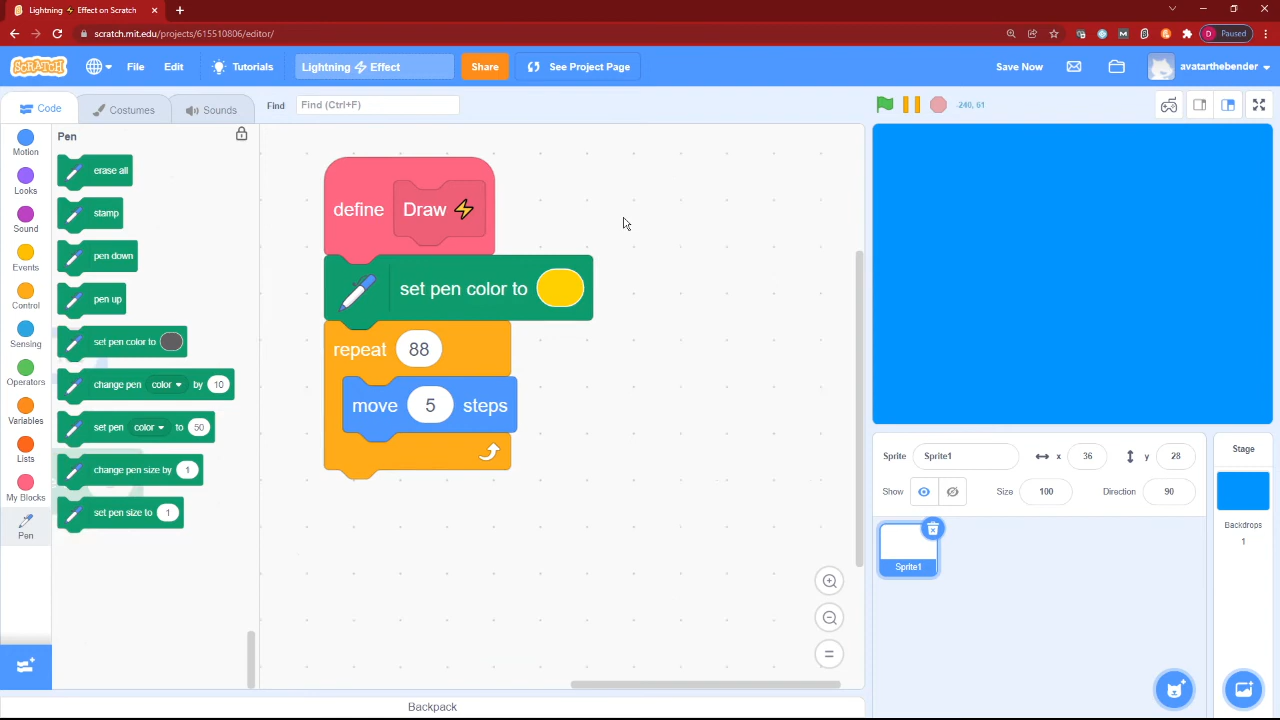 Lightning ⚡ Effect on Scratch
scratch.mit.edu/projects/615510806/editor/
Paused
SCRATCH
File
Edit
Tutorials
Lightning ⚡ Effect
Share
See Project Page
Save Now
avatarthebender
Code
Costumes
Sounds
Find
Find (Ctrl+F)
-240, 61
Motion
Looks
Sound
Events
Control
Sensing
Operators
Variables
Lists
My Blocks
Pen
Pen
erase all
stamp
pen down
pen up
set pen color to
change pen color by 10
set pen color to 50
change pen size by 1
set pen size to 1
define Draw ⚡
set pen color to
repeat 88
move 5 steps
Sprite Sprite1
x 36
y 28
Show
Size 100
Direction 90
Sprite1
Stage
Backdrops
1
Backpack